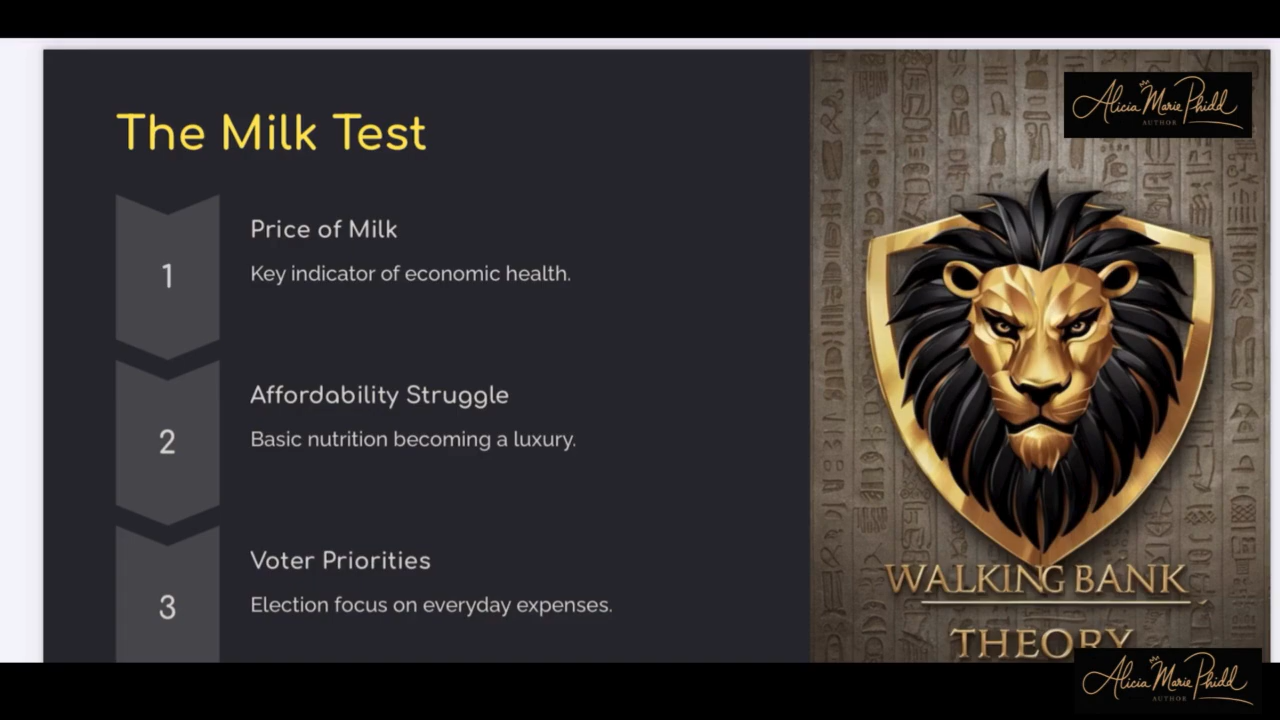 The Milk Test
1
Price of Milk
Key indicator of economic health.
2
Affordability Struggle
Basic nutrition becoming a luxury.
3
Voter Priorities
Election focus on everyday expenses.
Alicia Marie Phidd
AUTHOR
WALKING BANK
THEORY
Alicia Marie Phidd
AUTHOR